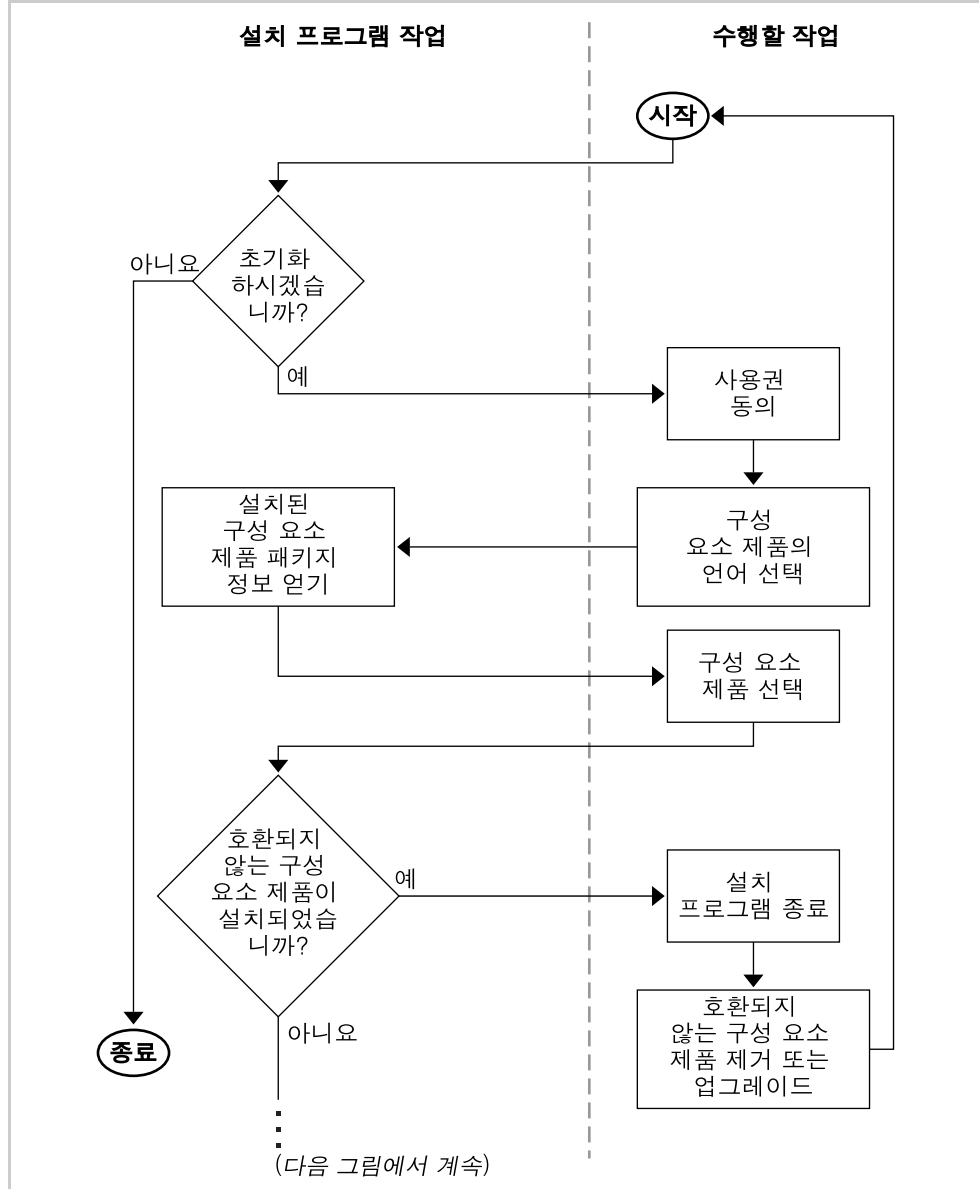 설치 프로그램 작업
수행할 작업
시작
초기화
하시겠습
니까?
아니요
예
사용권
동의
구성
요소 제품의
언어 선택
설치된
구성 요소
제품 패키지
정보 얻기
구성 요소
제품 선택
호환되지
않는 구성
요소 제품이
설치되었습
니까?
예
설치
프로그램 종료
호환되지
않는 구성 요소
제품 제거 또는
업그레이드
아니요
종료
(다음 그림에서 계속)